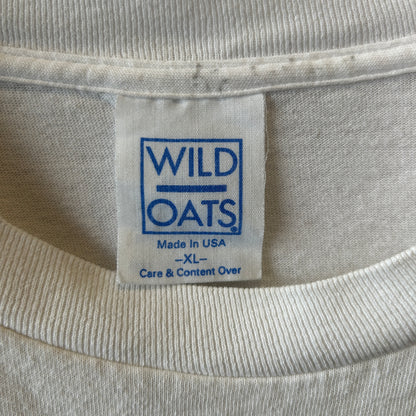 WILD
OATS®
Made In USA
–XL–
Care & Content Over